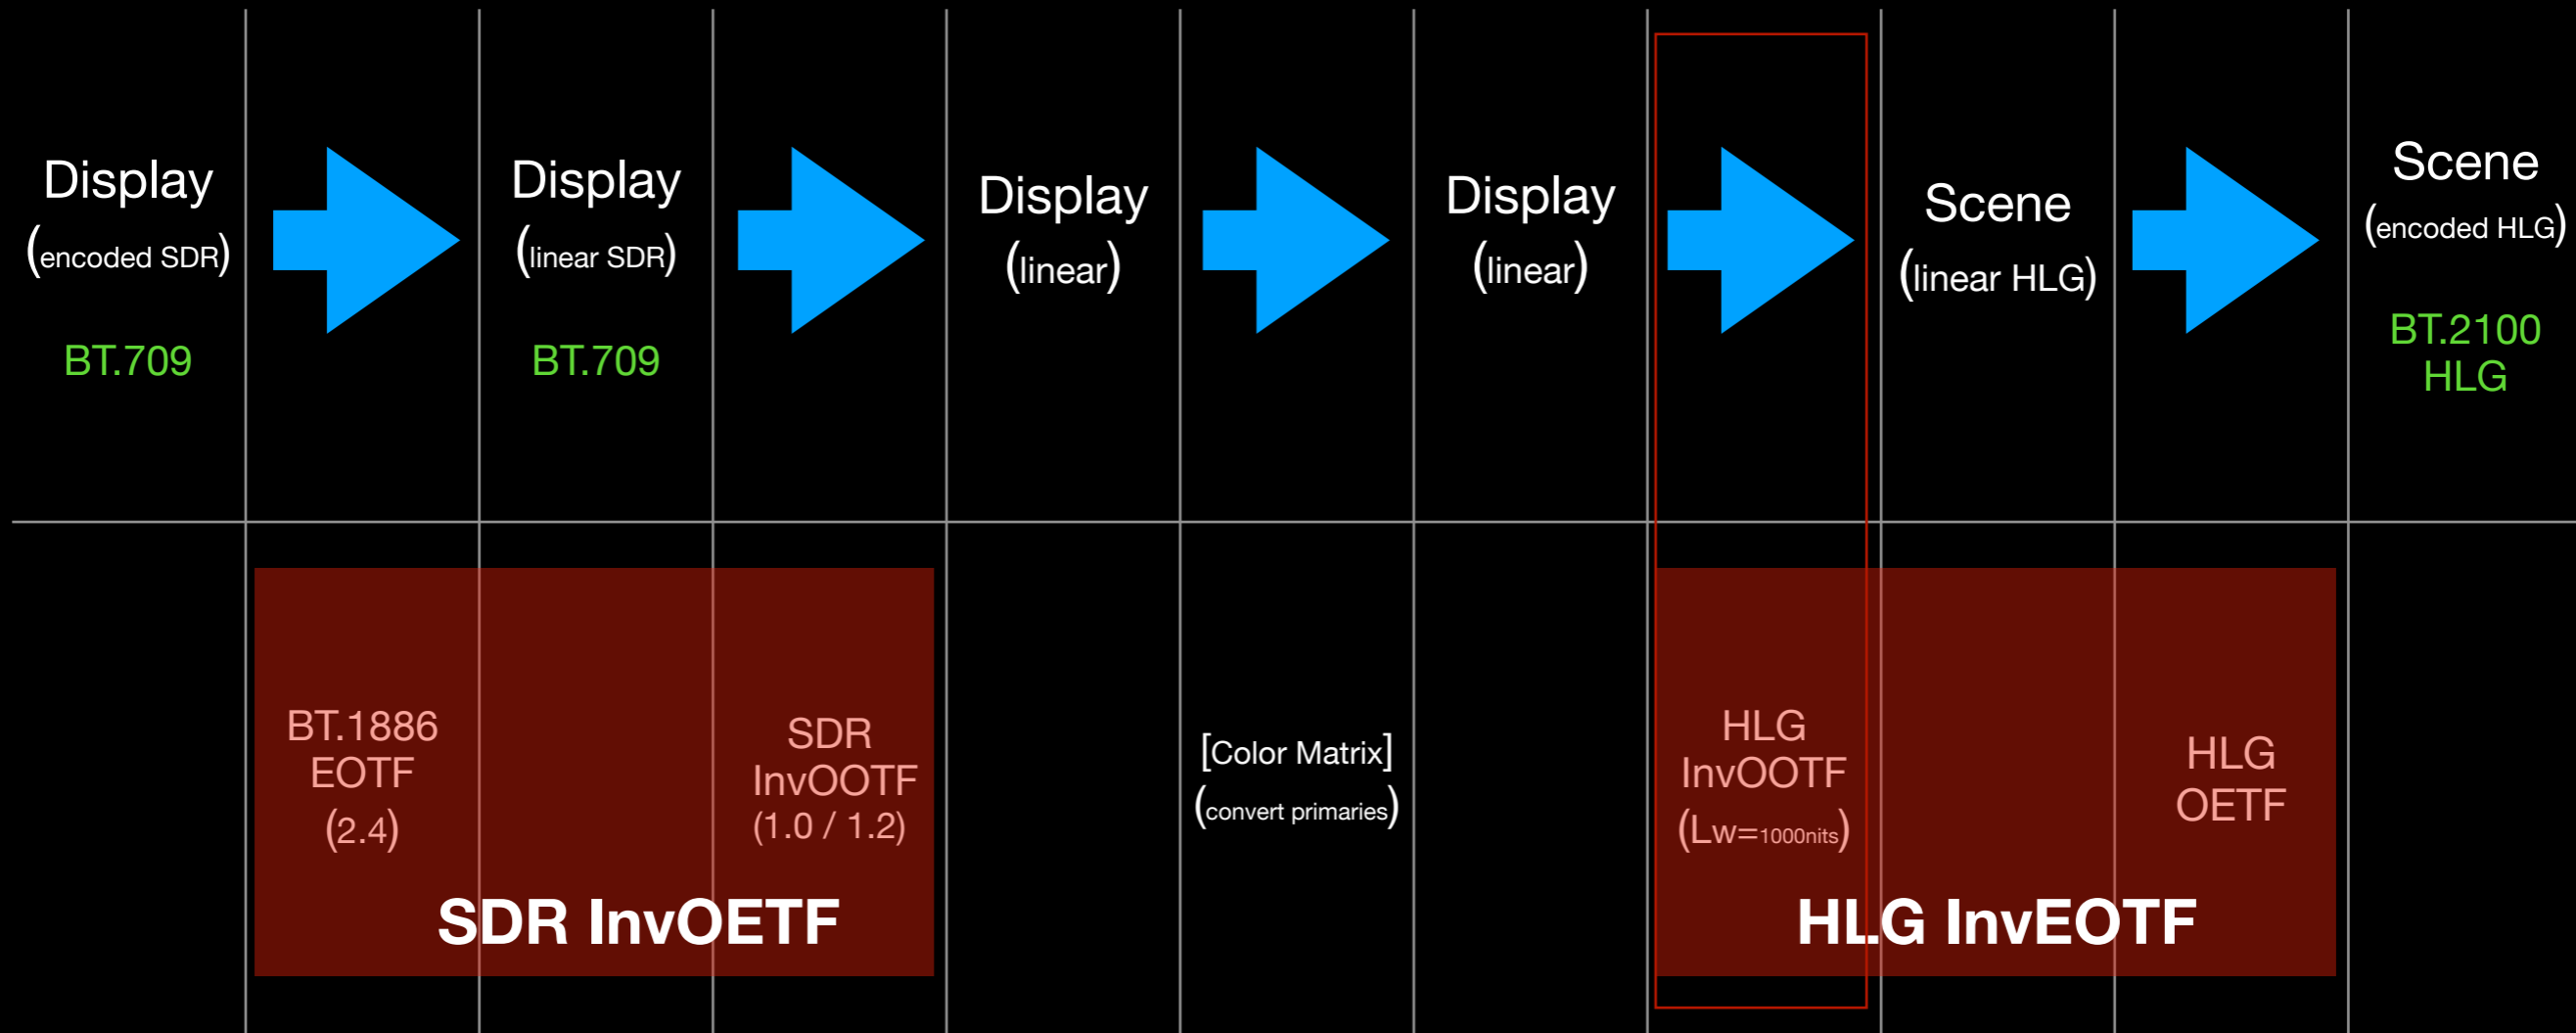 Display
(encoded SDR)
BT.709
Display
(linear SDR)
BT.709
Display
(linear)
Display
(linear)
Scene
(linear HLG)
Scene
(encoded HLG)
BT.2100
HLG
BT.1886
EOTF
(2.4)
SDR
InvOOTF
(1.0 / 1.2)
SDR InvOETF
[Color Matrix]
(convert primaries)
HLG
InvOOTF
(Lw=1000nits)
HLG
OETF
HLG InvEOTF